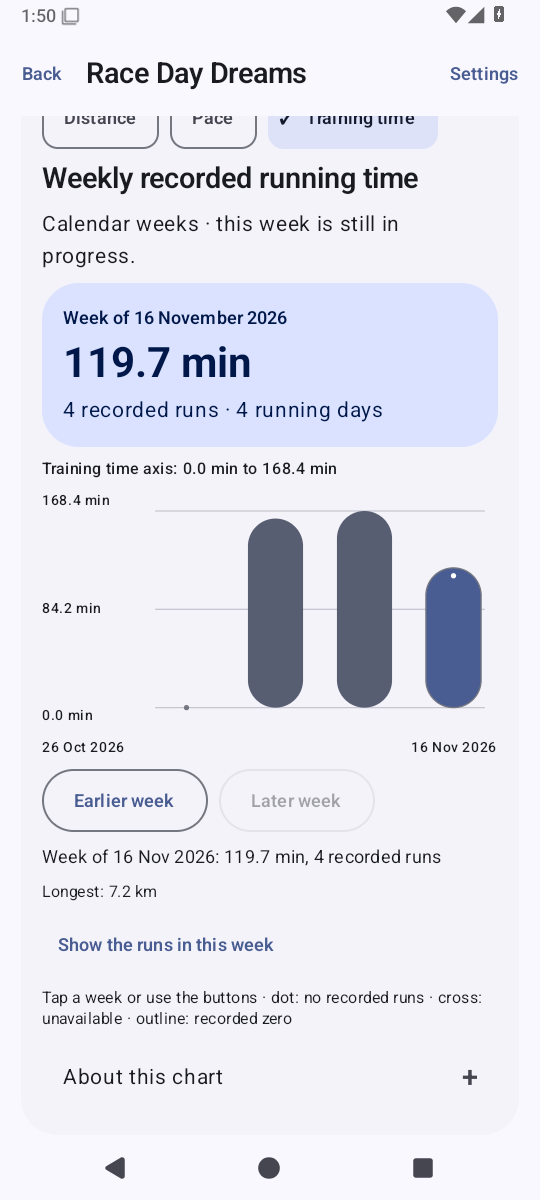 1:50
Back Race Day Dreams Settings
Distance Pace ✓ Training time
Weekly recorded running time
Calendar weeks · this week is still in
progress.
Week of 16 November 2026
119.7 min
4 recorded runs · 4 running days
Training time axis: 0.0 min to 168.4 min
168.4 min
84.2 min
0.0 min
26 Oct 2026 16 Nov 2026
Earlier week Later week
Week of 16 Nov 2026: 119.7 min, 4 recorded runs
Longest: 7.2 km
Show the runs in this week
Tap a week or use the buttons · dot: no recorded runs · cross:
unavailable · outline: recorded zero
About this chart +